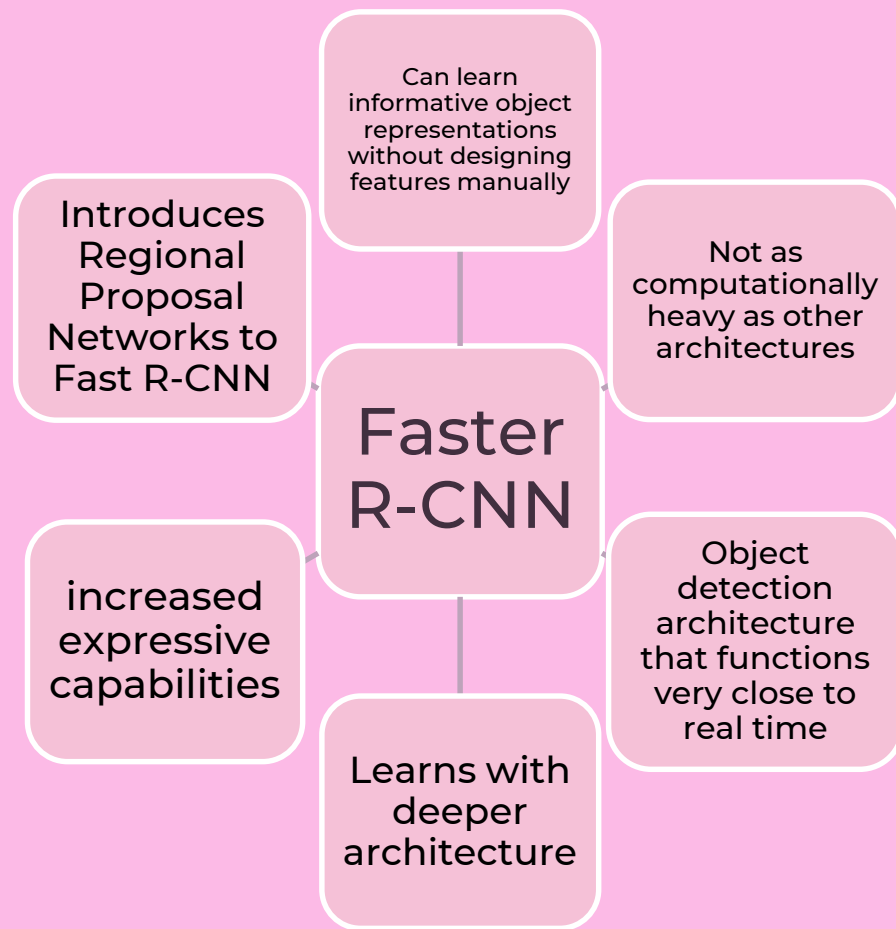 Can learn
informative object
representations
without designing
features manually
Introduces
Regional
Proposal
Networks to
Fast R-CNN
Not as
computationally
heavy as other
architectures
Faster
R-CNN
increased
expressive
capabilities
Object
detection
architecture
that functions
very close to
real time
Learns with
deeper
architecture